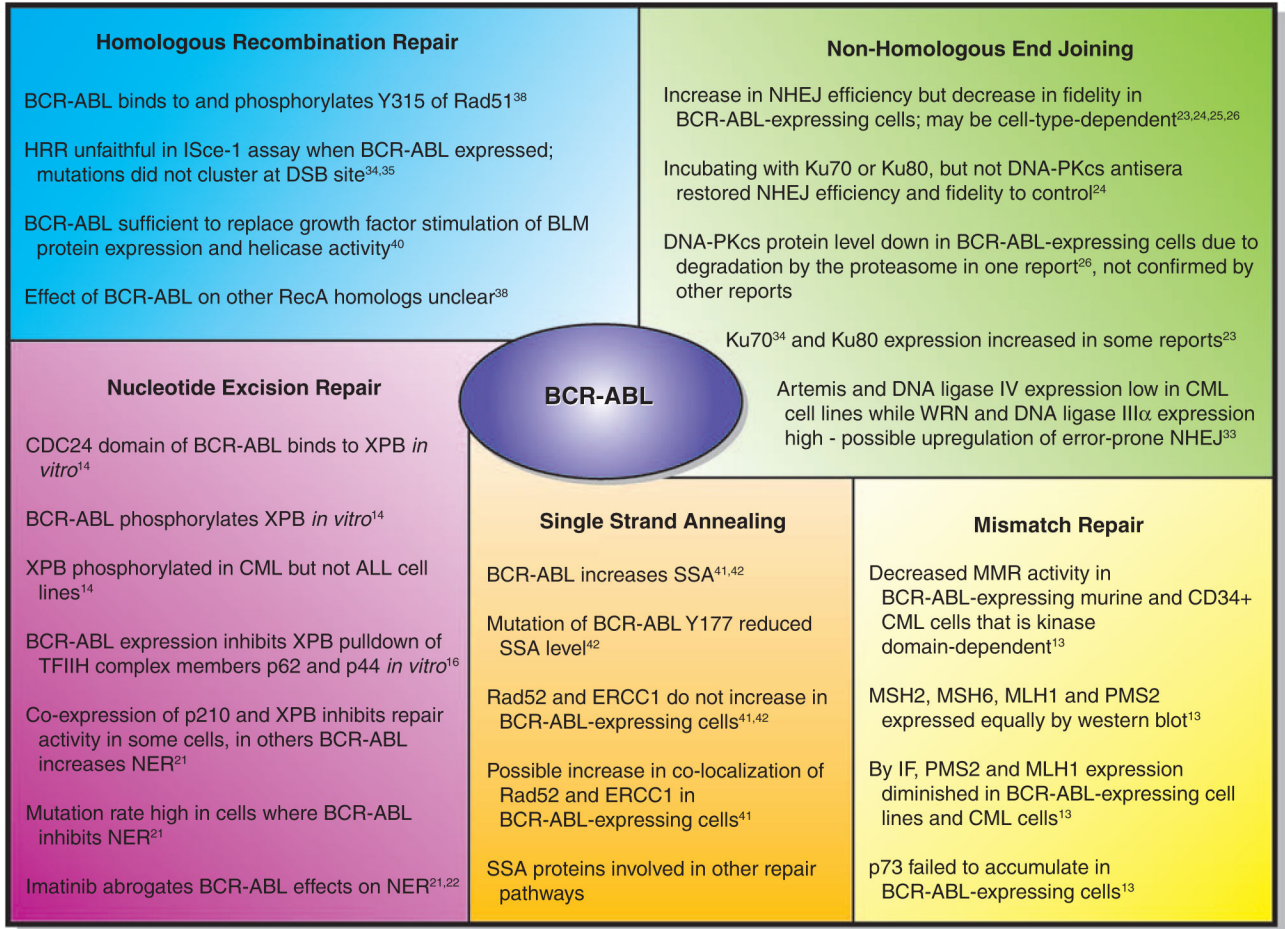 Homologous Recombination Repair
BCR-ABL binds to and phosphorylates Y315 of Rad51³⁸
HRR unfaithful in ISce-1 assay when BCR-ABL expressed;
mutations did not cluster at DSB site³⁴,³⁵
BCR-ABL sufficient to replace growth factor stimulation of BLM
protein expression and helicase activity⁴⁰
Effect of BCR-ABL on other RecA homologs unclear³⁸
Non-Homologous End Joining
Increase in NHEJ efficiency but decrease in fidelity in
BCR-ABL-expressing cells; may be cell-type-dependent²³,²⁴,²⁵,²⁶
Incubating with Ku70 or Ku80, but not DNA-PKcs antisera
restored NHEJ efficiency and fidelity to control²⁴
DNA-PKcs protein level down in BCR-ABL-expressing cells due to
degradation by the proteasome in one report²⁶, not confirmed by
other reports
Ku70³⁴ and Ku80 expression increased in some reports²³
Artemis and DNA ligase IV expression low in CML
cell lines while WRN and DNA ligase IIIα expression
high - possible upregulation of error-prone NHEJ³³
BCR-ABL
Nucleotide Excision Repair
CDC24 domain of BCR-ABL binds to XPB in
vitro¹⁴
BCR-ABL phosphorylates XPB in vitro¹⁴
XPB phosphorylated in CML but not ALL cell
lines¹⁴
BCR-ABL expression inhibits XPB pulldown of
TFIIH complex members p62 and p44 in vitro¹⁶
Co-expression of p210 and XPB inhibits repair
activity in some cells, in others BCR-ABL
increases NER²¹
Mutation rate high in cells where BCR-ABL
inhibits NER²¹
Imatinib abrogates BCR-ABL effects on NER²¹,²²
Single Strand Annealing
BCR-ABL increases SSA⁴¹,⁴²
Mutation of BCR-ABL Y177 reduced
SSA level⁴²
Rad52 and ERCC1 do not increase in
BCR-ABL-expressing cells⁴¹,⁴²
Possible increase in co-localization of
Rad52 and ERCC1 in
BCR-ABL-expressing cells⁴¹
SSA proteins involved in other repair
pathways
Mismatch Repair
Decreased MMR activity in
BCR-ABL-expressing murine and CD34+
CML cells that is kinase
domain-dependent¹³
MSH2, MSH6, MLH1 and PMS2
expressed equally by western blot¹³
By IF, PMS2 and MLH1 expression
diminished in BCR-ABL-expressing cell
lines and CML cells¹³
p73 failed to accumulate in
BCR-ABL-expressing cells¹³